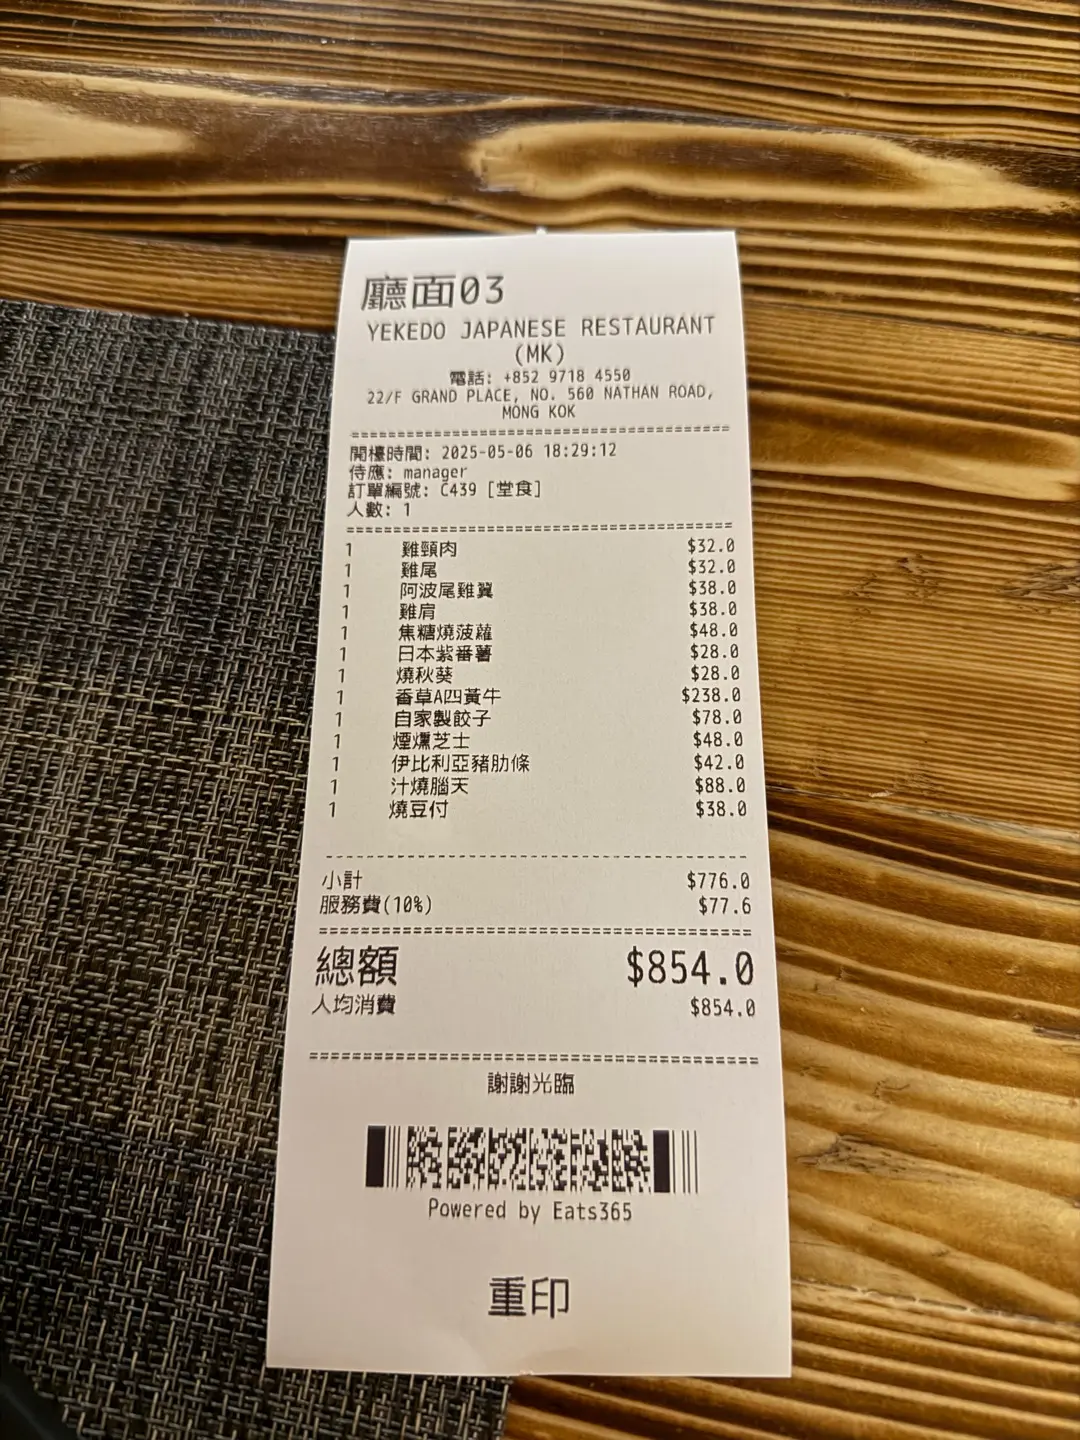 廳面03
YEKEDO JAPANESE RESTAURANT
(MK)
電話: +852 9718 4550
22/F GRAND PLACE, NO. 560 NATHAN ROAD,
MONG KOK
開檯時間: 2025-05-06 18:29:12
侍應: manager
訂單編號: C439 [堂食]
人數: 1
1 雞頸肉 $32.0
1 雞尾 $32.0
1 阿波尾雞翼 $38.0
1 雞肩 $38.0
1 焦糖燒菠蘿 $48.0
1 日本紫番薯 $28.0
1 燒秋葵 $28.0
1 香草A四黃牛 $238.0
1 自家製餃子 $78.0
1 煙燻芝士 $48.0
1 伊比利亞豬肋條 $42.0
1 汁燒腦天 $88.0
1 燒豆付 $38.0
小計 $776.0
服務費(10%) $77.6
總額 $854.0
人均消費 $854.0
謝謝光臨
Powered by Eats365
重印